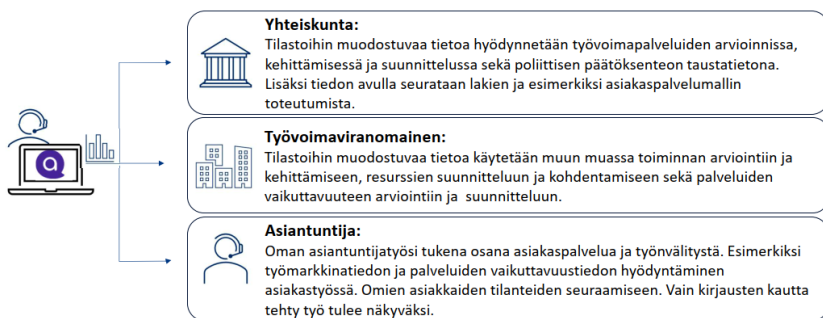 Yhteiskunta:
Tilastoihin muodostuvaa tietoa hyödynnetään työvoimapalveluiden arvioinnissa,
kehittämisessä ja suunnittelussa sekä poliittisen päätöksenteon taustatietona.
Lisäksi tiedon avulla seurataan lakien ja esimerkiksi asiakaspalvelumallin
toteutumista.
Työvoimaviranomainen:
Tilastoihin muodostuvaa tietoa käytetään muun muassa toiminnan arviointiin ja
kehittämiseen, resurssien suunnitteluun ja kohdentamiseen sekä palveluiden
vaikuttavuuteen arviointiin ja suunnitteluun.
Asiantuntija:
Oman asiantuntijatyösi tukena osana asiakaspalvelua ja työnvälitystä. Esimerkiksi
työmarkkinatiedon ja palveluiden vaikuttavuustiedon hyödyntäminen
asiakastyössä. Omien asiakkaiden tilanteiden seuraamiseen. Vain kirjausten kautta
tehty työ tulee näkyväksi.